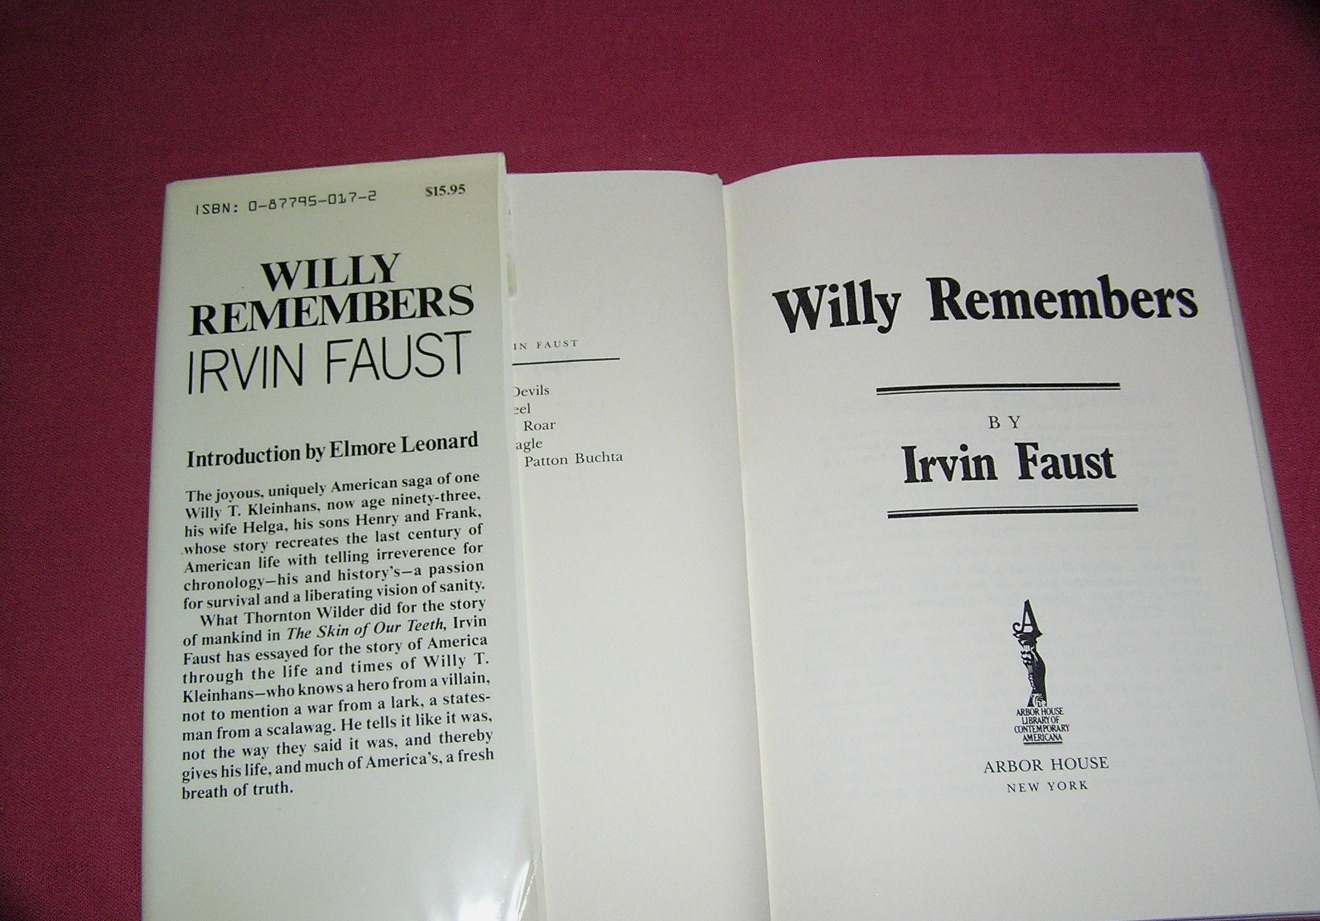 ISBN: 0-87795-017-2
$15.95
WILLY
REMEMBERS
IRVIN FAUST
Introduction by Elmore Leonard
The joyous, uniquely American saga of one
Willy T. Kleinhans, now age ninety-three,
his wife Helga, his sons Henry and Frank,
whose story recreates the last century of
American life with telling irreverence for
chronology—his and history's—a passion
for survival and a liberating vision of sanity.
What Thornton Wilder did for the story
of mankind in The Skin of Our Teeth, Irvin
Faust has essayed for the story of America
through the life and times of Willy T.
Kleinhans—who knows a hero from a villain,
not to mention a war from a lark, a states-
man from a scalawag. He tells it like it was,
not the way they said it was, and thereby
gives his life, and much of America's, a fresh
breath of truth.
IN FAUST
Devils
eel
Roar
agle
Patton Buchta
Willy Remembers
BY
Irvin Faust
A
ARBOR HOUSE
LIBRARY OF
CONTEMPORARY
AMERICANA
ARBOR HOUSE
NEW YORK